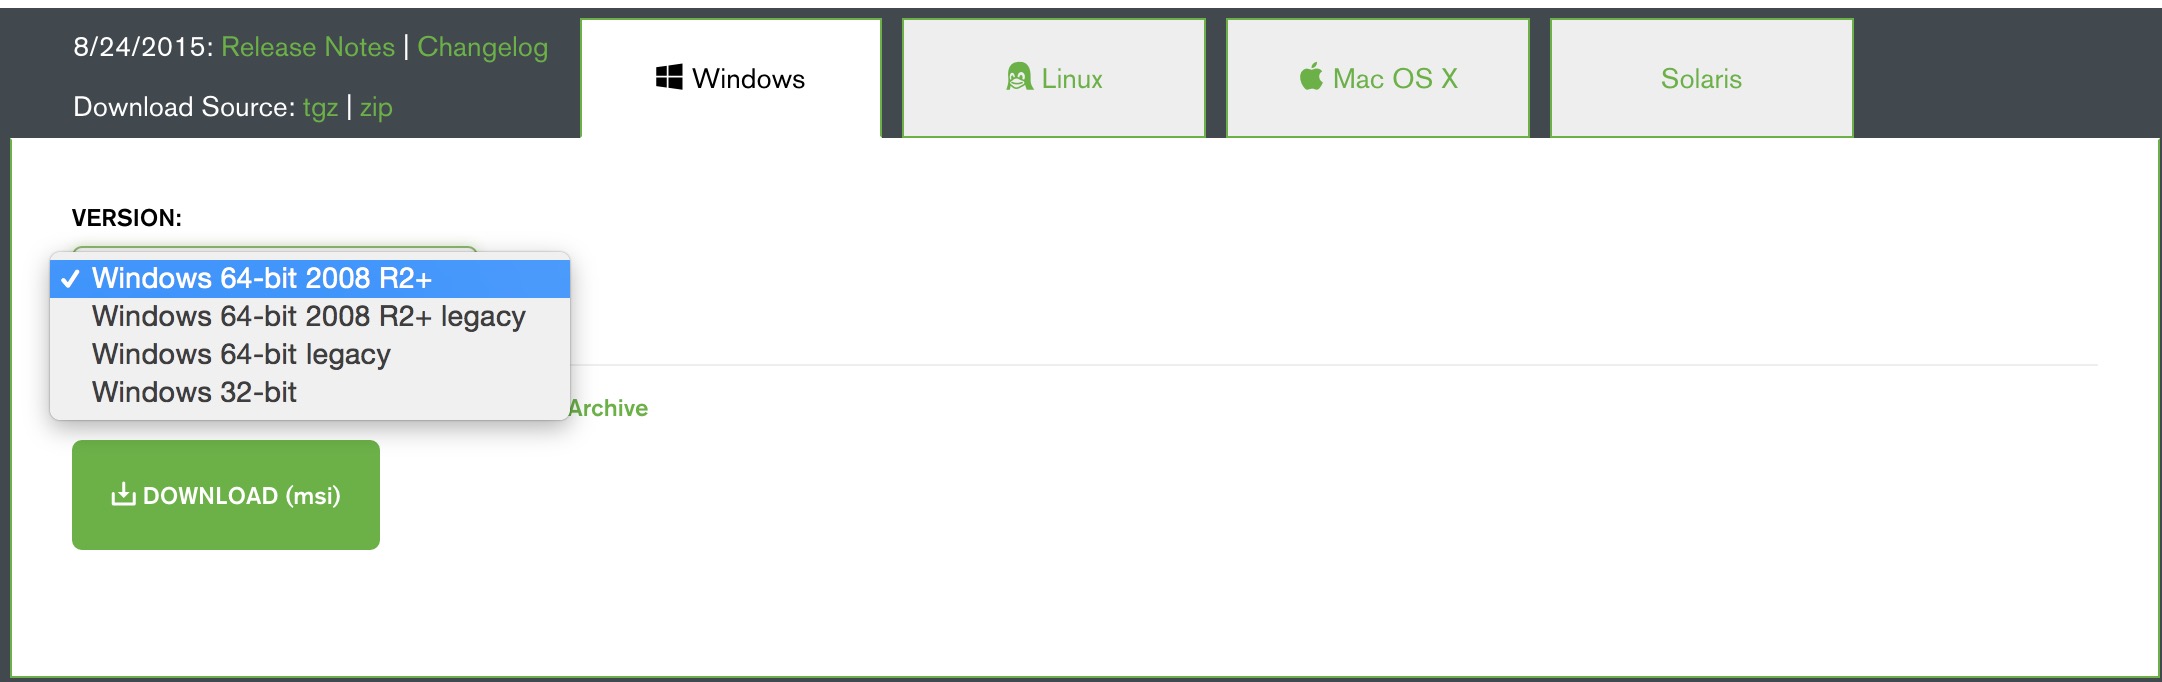 8/24/2015: Release Notes | Changelog
Download Source: tgz | zip
Windows
Linux
Mac OS X
Solaris
VERSION:
✓ Windows 64-bit 2008 R2+
Windows 64-bit 2008 R2+ legacy
Windows 64-bit legacy
Windows 32-bit
Archive
DOWNLOAD (msi)